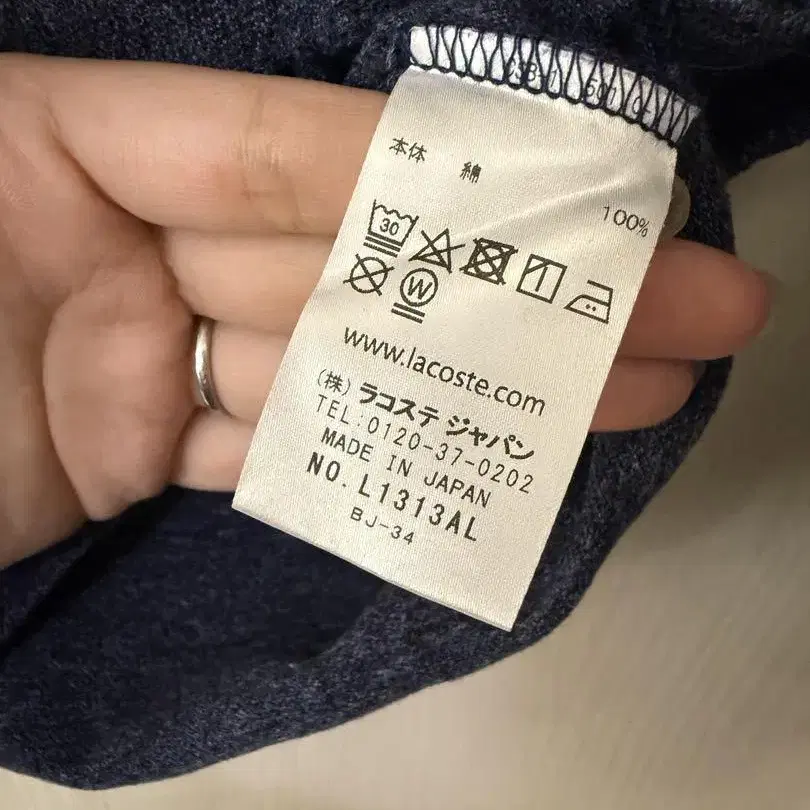 本体 綿
100%
30
W
www.lacoste.com
(株) ラコステ ジャパン
TEL:0120-37-0202
MADE IN JAPAN
NO. L1313AL
BJ-34